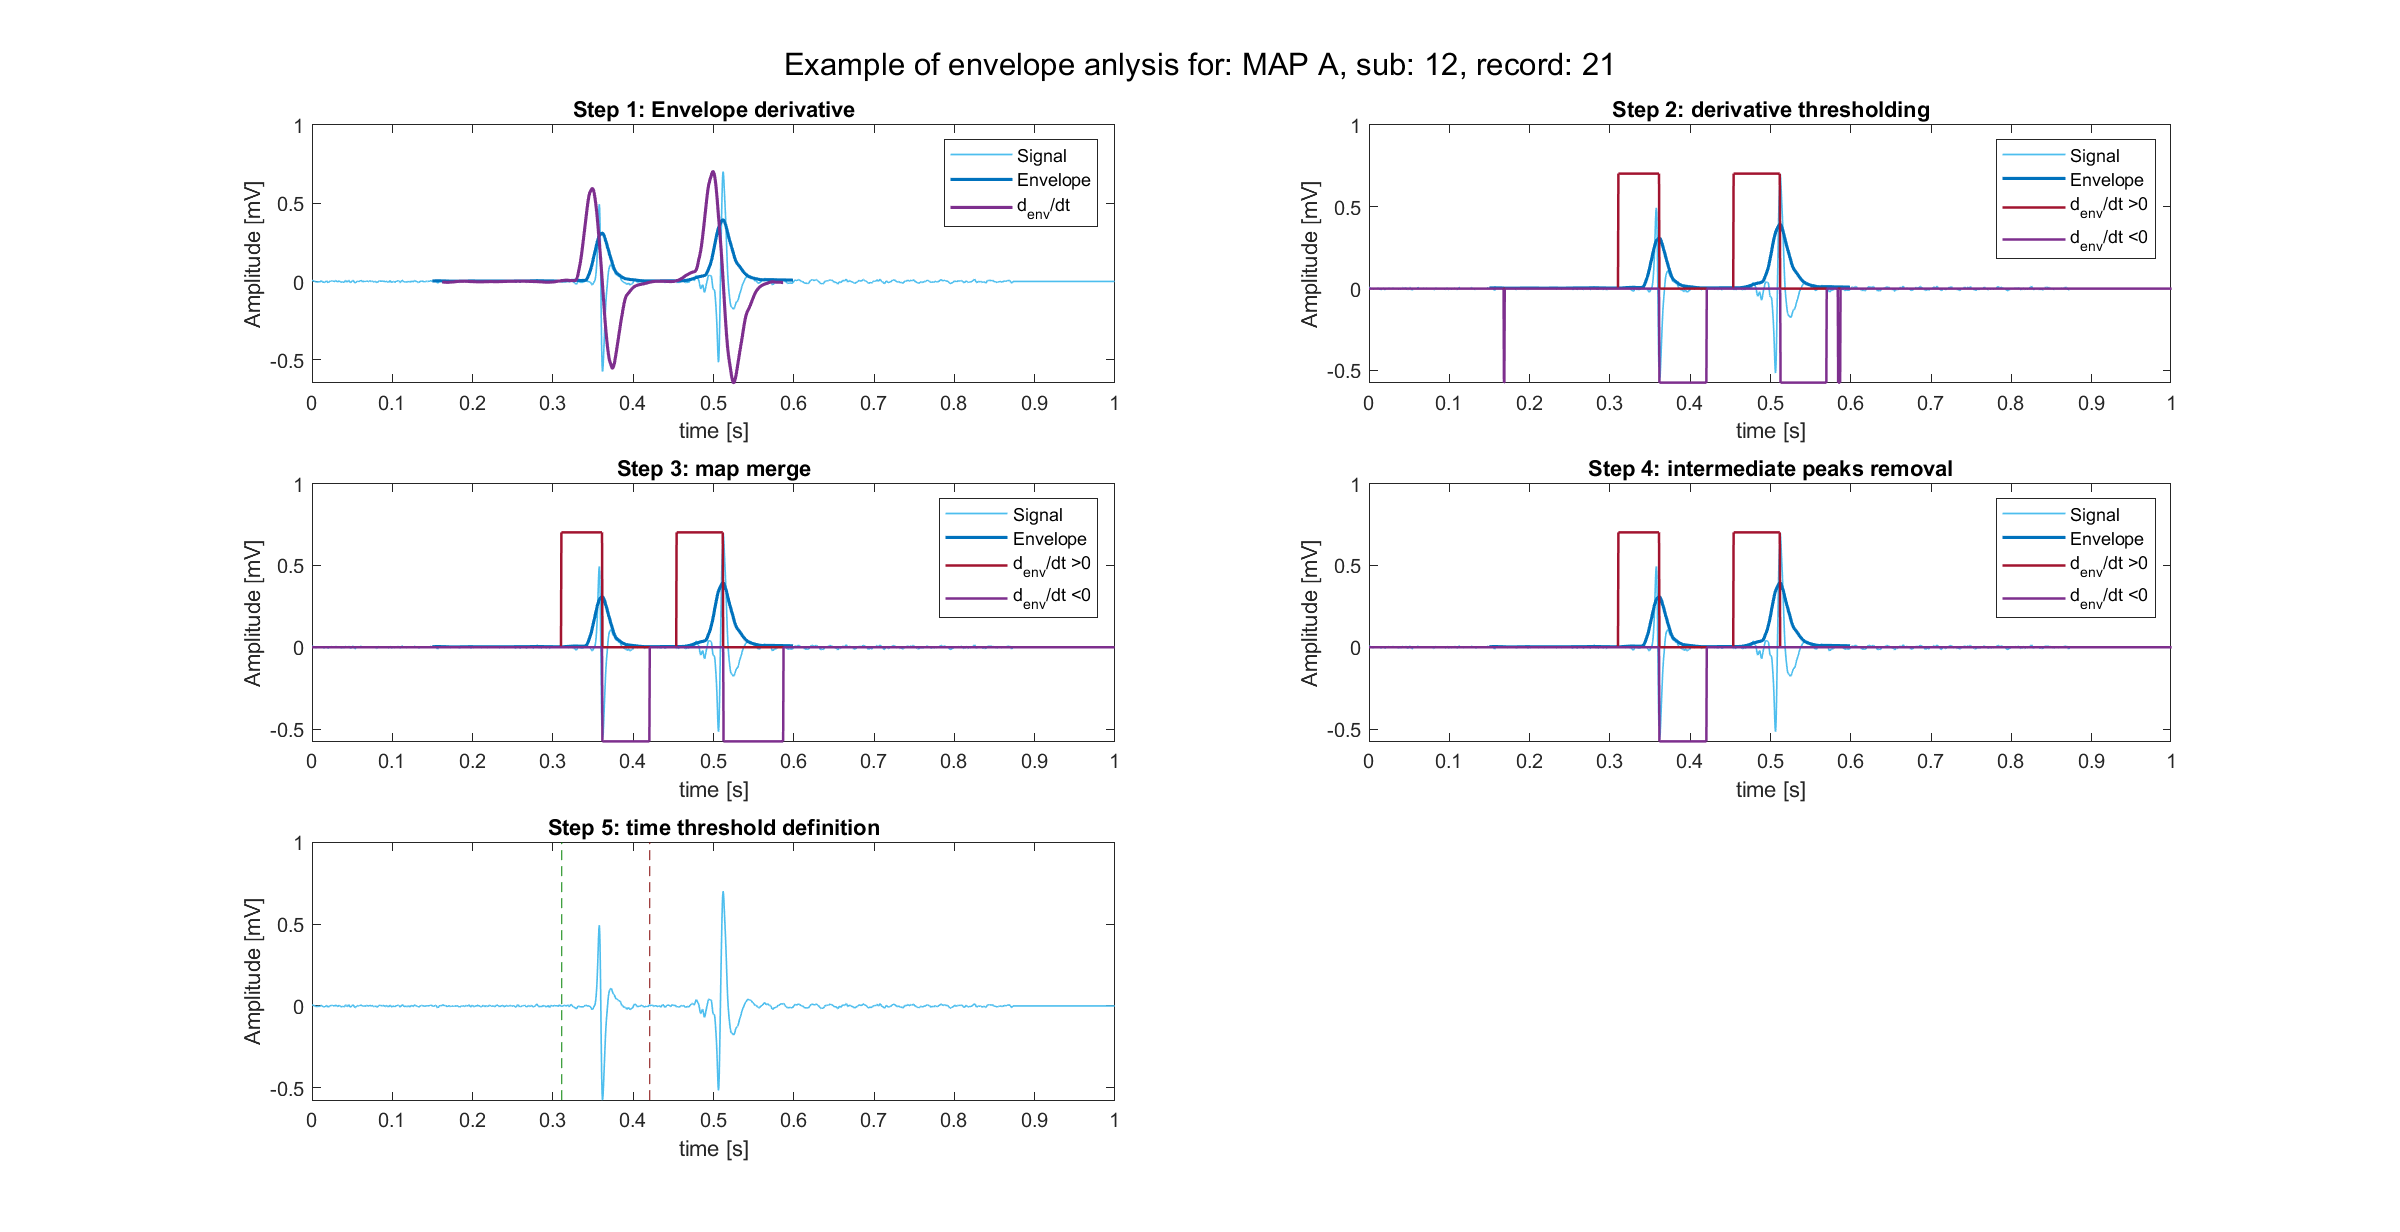 Example of envelope anlysis for: MAP A, sub: 12, record: 21
Step 1: Envelope derivative
Amplitude [mV]
1
0.5
0
-0.5
Signal
Envelope
d_env/dt
0 0.1 0.2 0.3 0.4 0.5 0.6 0.7 0.8 0.9 1
time [s]
Step 2: derivative thresholding
Amplitude [mV]
1
0.5
0
-0.5
Signal
Envelope
d_env/dt >0
d_env/dt <0
0 0.1 0.2 0.3 0.4 0.5 0.6 0.7 0.8 0.9 1
time [s]
Step 3: map merge
Amplitude [mV]
1
0.5
0
-0.5
Signal
Envelope
d_env/dt >0
d_env/dt <0
0 0.1 0.2 0.3 0.4 0.5 0.6 0.7 0.8 0.9 1
time [s]
Step 4: intermediate peaks removal
Amplitude [mV]
1
0.5
0
-0.5
Signal
Envelope
d_env/dt >0
d_env/dt <0
0 0.1 0.2 0.3 0.4 0.5 0.6 0.7 0.8 0.9 1
time [s]
Step 5: time threshold definition
Amplitude [mV]
1
0.5
0
-0.5
0 0.1 0.2 0.3 0.4 0.5 0.6 0.7 0.8 0.9 1
time [s]